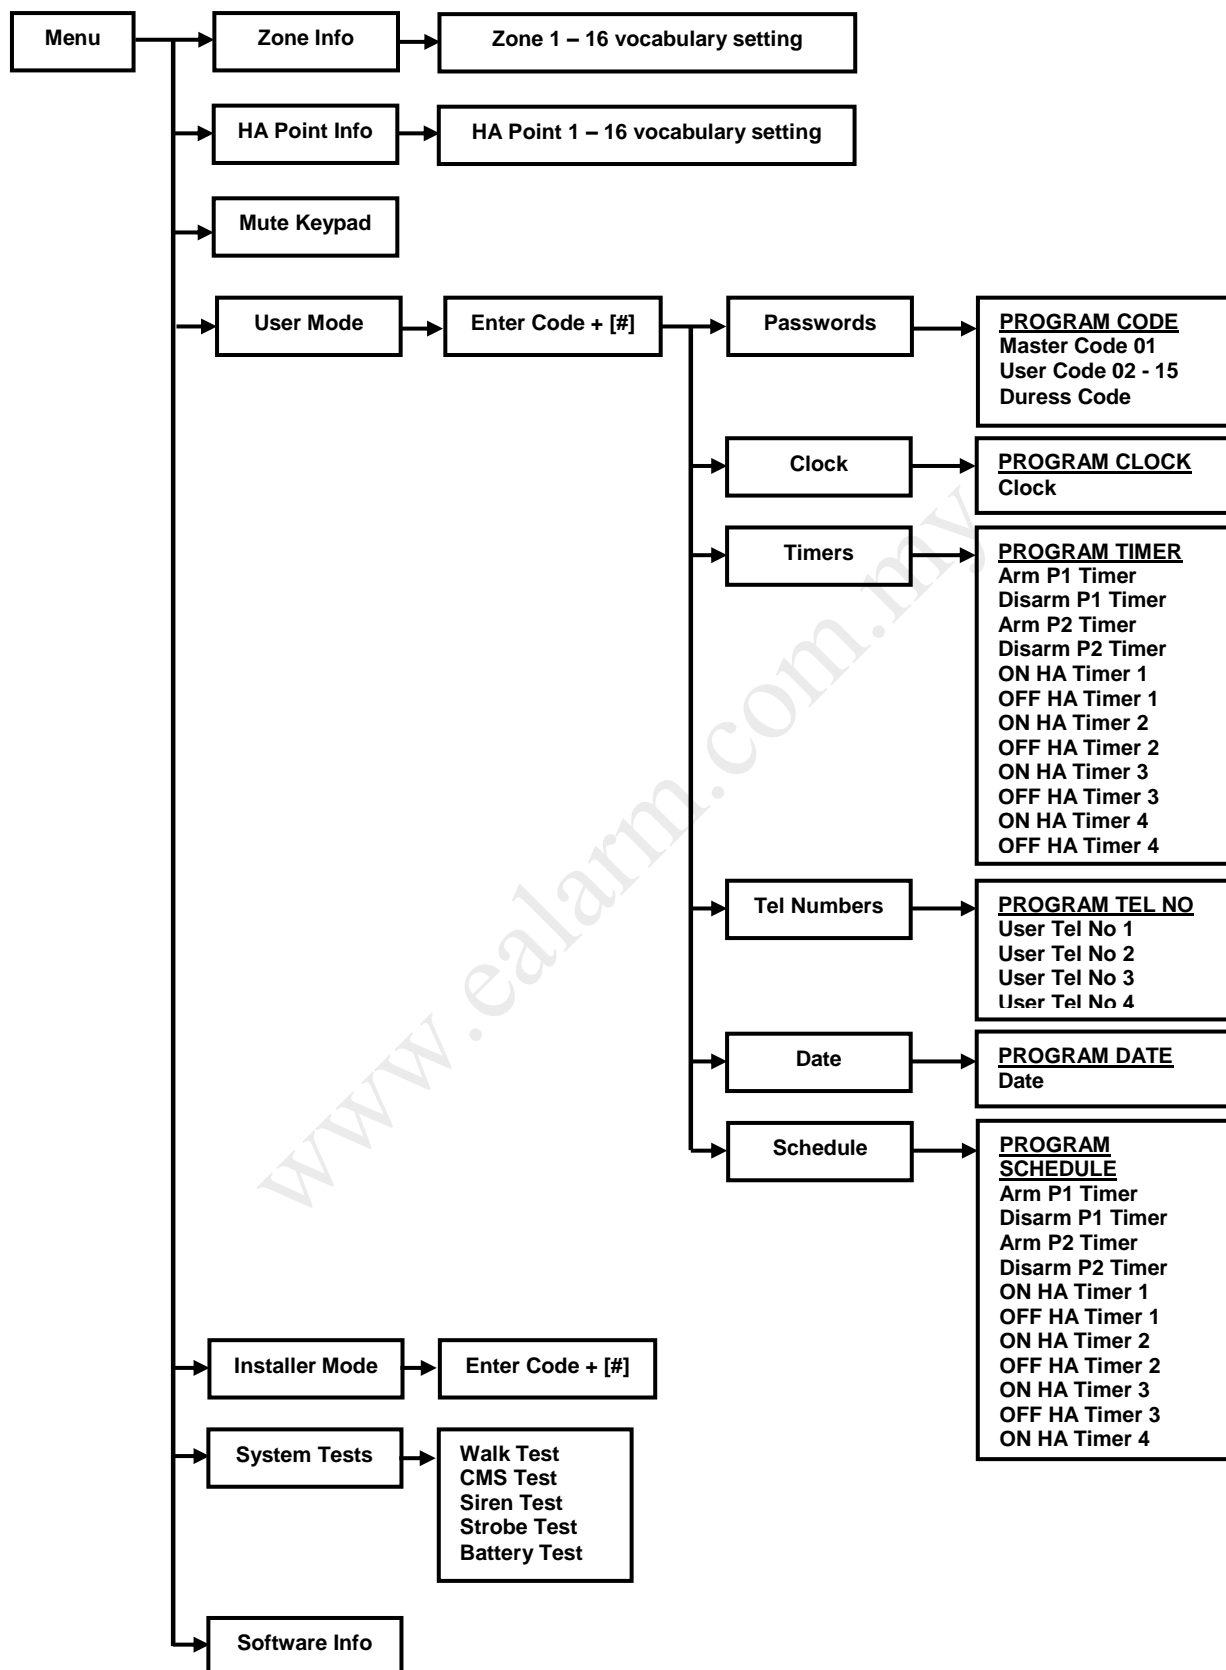 Menu
Zone Info
Zone 1 – 16 vocabulary setting
HA Point Info
HA Point 1 – 16 vocabulary setting
Mute Keypad
User Mode
Enter Code + [#]
Passwords
PROGRAM CODE
Master Code 01
User Code 02 - 15
Duress Code
Clock
PROGRAM CLOCK
Clock
Timers
PROGRAM TIMER
Arm P1 Timer
Disarm P1 Timer
Arm P2 Timer
Disarm P2 Timer
ON HA Timer 1
OFF HA Timer 1
ON HA Timer 2
OFF HA Timer 2
ON HA Timer 3
OFF HA Timer 3
ON HA Timer 4
OFF HA Timer 4
Tel Numbers
PROGRAM TEL NO
User Tel No 1
User Tel No 2
User Tel No 3
User Tel No 4
Date
PROGRAM DATE
Date
Schedule
PROGRAM
SCHEDULE
Arm P1 Timer
Disarm P1 Timer
Arm P2 Timer
Disarm P2 Timer
ON HA Timer 1
OFF HA Timer 1
ON HA Timer 2
OFF HA Timer 2
ON HA Timer 3
OFF HA Timer 3
ON HA Timer 4
Installer Mode
Enter Code + [#]
System Tests
Walk Test
CMS Test
Siren Test
Strobe Test
Battery Test
Software Info
www.ealarm.com.my